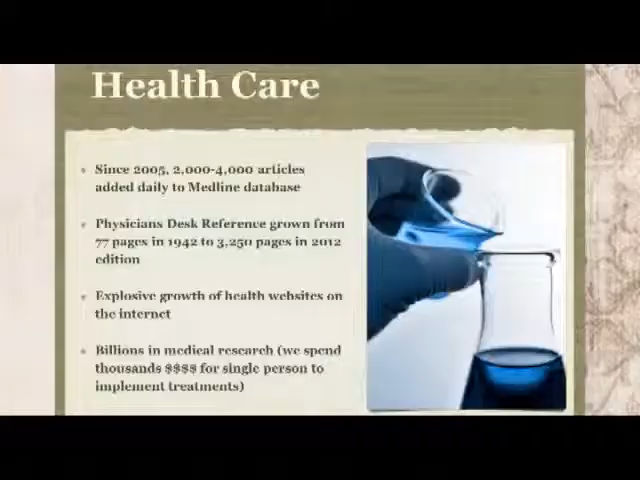 Health Care
Since 2005, 2,000-4,000 articles
added daily to Medline database
Physicians Desk Reference grown from
77 pages in 1942 to 3,250 pages in 2012
edition
Explosive growth of health websites on
the internet
Billions in medical research (we spend
thousands $$$$ for single person to
implement treatments)